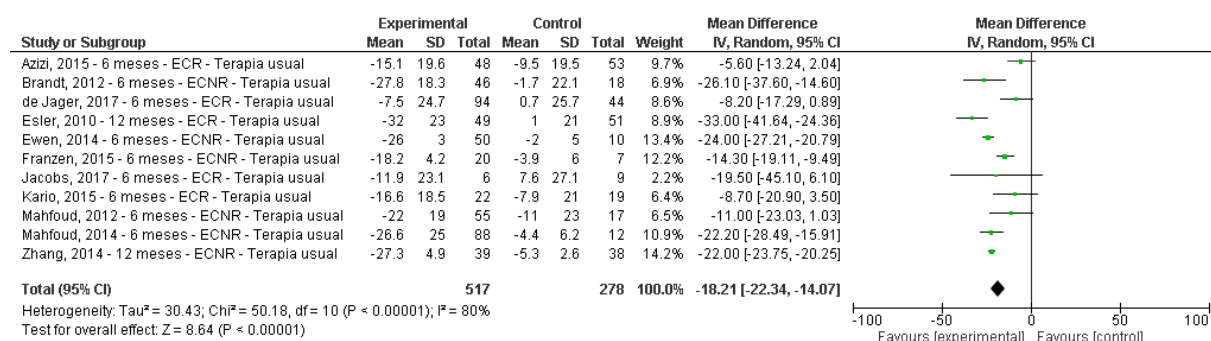 Experimental Control Mean Difference Mean Difference
Study or Subgroup Mean SD Total Mean SD Total Weight IV, Random, 95% CI IV, Random, 95% CI
Azizi, 2015 - 6 meses - ECR - Terapia usual -15.1 19.6 48 -9.5 19.5 53 9.7% -5.60 [-13.24, 2.04]
Brandt, 2012 - 6 meses - ECNR - Terapia usual -27.8 18.3 46 -1.7 22.1 18 6.8% -26.10 [-37.60, -14.60]
de Jager, 2017 - 6 meses - ECR - Terapia usual -7.5 24.7 94 0.7 25.7 44 8.6% -8.20 [-17.29, 0.89]
Esler, 2010 - 12 meses - ECR - Terapia usual -32 23 49 1 21 51 8.9% -33.00 [-41.64, -24.36]
Ewen, 2014 - 6 meses - ECNR - Terapia usual -26 3 50 -2 5 10 13.4% -24.00 [-27.21, -20.79]
Franzen, 2015 - 6 meses - ECNR - Terapia usual -18.2 4.2 20 -3.9 6 7 12.2% -14.30 [-19.11, -9.49]
Jacobs, 2017 - 6 meses - ECR - Terapia usual -11.9 23.1 6 7.6 27.1 9 2.2% -19.50 [-45.10, 6.10]
Kario, 2015 - 6 meses - ECR - Terapia usual -16.6 18.5 22 -7.9 21 19 6.4% -8.70 [-20.90, 3.50]
Mahfoud, 2012 - 6 meses - ECNR - Terapia usual -22 19 55 -11 23 17 6.5% -11.00 [-23.03, 1.03]
Mahfoud, 2014 - 6 meses - ECNR - Terapia usual -26.6 25 88 -4.4 6.2 12 10.9% -22.20 [-28.49, -15.91]
Zhang, 2014 - 12 meses - ECNR - Terapia usual -27.3 4.9 39 -5.3 2.6 38 14.2% -22.00 [-23.75, -20.25]
Total (95% CI) 517 278 100.0% -18.21 [-22.34, -14.07]
Heterogeneity: Tau² = 30.43; Chi² = 50.18, df = 10 (P < 0.00001); I² = 80%
Test for overall effect: Z = 8.64 (P < 0.00001)
-100 -50 0 50 100
Favours [experimental] Favours [control]